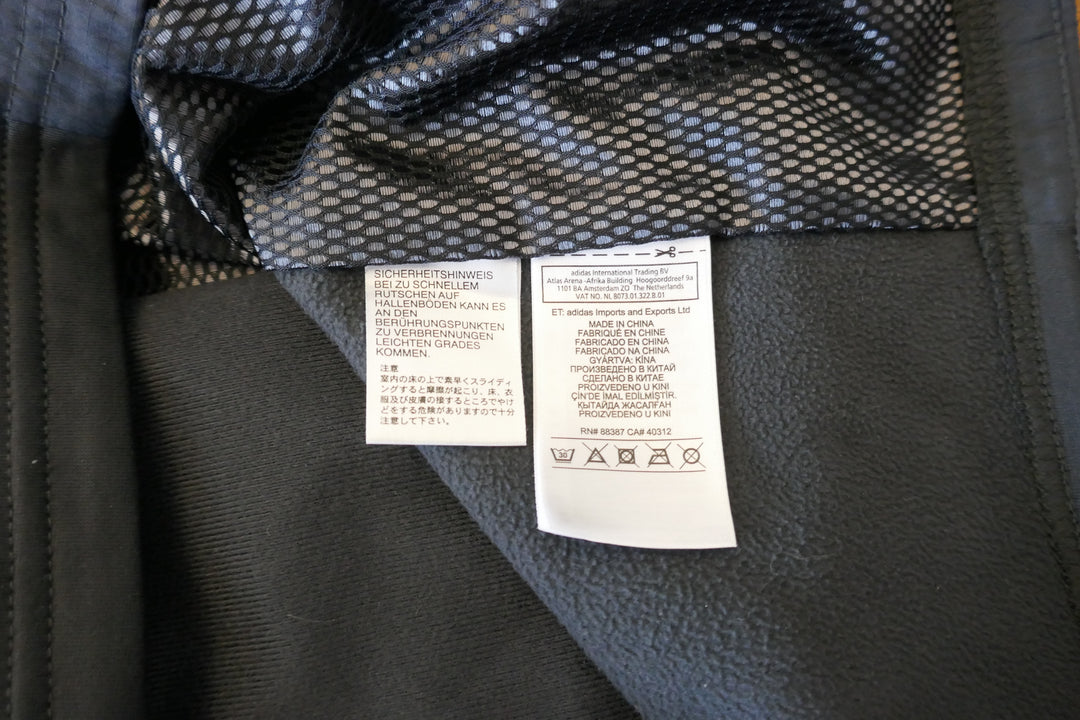 SICHERHEITSHINWEIS
BEI ZU SCHNELLEM
RUTSCHEN AUF
HALLENBÖDEN KANN ES
AN DEN
BERÜHRUNGSPUNKTEN
ZU VERBRENNUNGEN
LEICHTEN GRADES
KOMMEN.
注意
室内の床の上で素早くスライディ
ングすると摩擦が起こり、床、衣
服及び皮膚の接するところでやけ
どをする危険がありますので十分
注意して下さい。
adidas International Trading BV
Atlas Arena -Afrika Building Hoogoorddreef 9a
1101 BA Amsterdam ZO The Netherlands
VAT NO. NL 8073.01.322.B.01
ET: adidas Imports and Exports Ltd
MADE IN CHINA
FABRIQUÉ EN CHINE
FABRICADO EN CHINA
FABRICADO NA CHINA
GYÁRTVA: KÍNA
ПРОИЗВЕДЕНО В КИТАЙ
СДЕЛАНО В КИТАЕ
PROIZVEDENO U KINI
ÇİN'DE İMAL EDİLMİŞTİR.
ҚЫТАЙДА ЖАСАЛҒАН
PROIZVEDENO U KINI
RN# 88387 CA# 40312
30